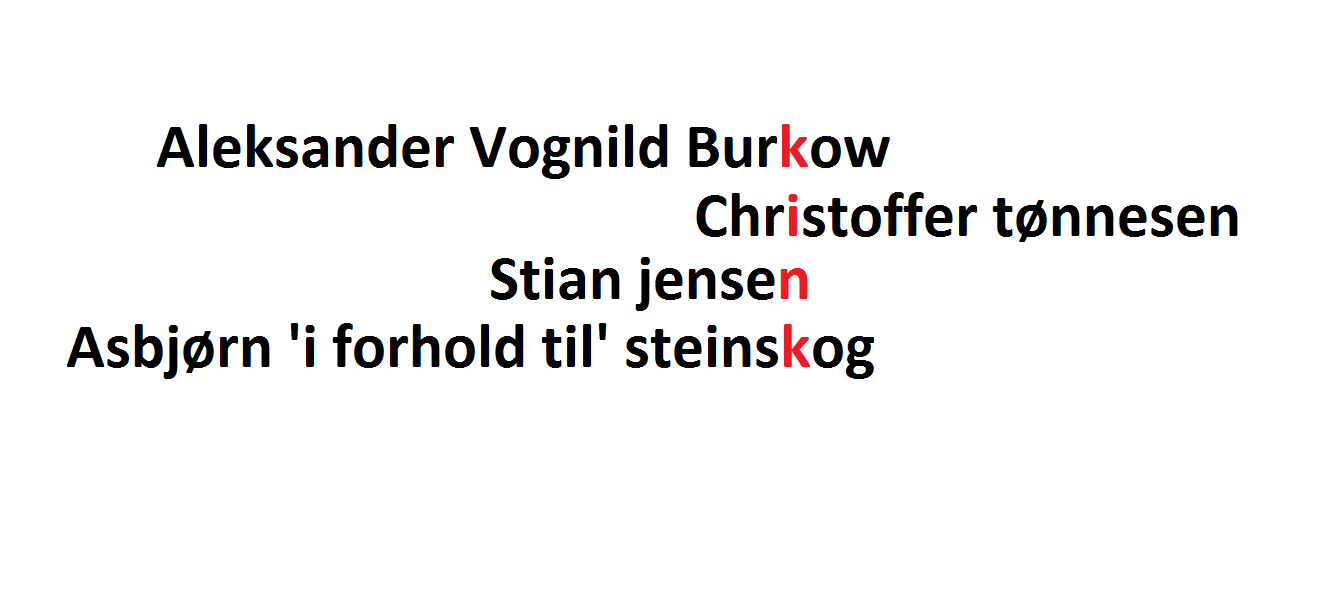 Aleksander Vognild Burkow
Christoffer tønnesen
Stian jensen
Asbjørn 'i forhold til' steinskog